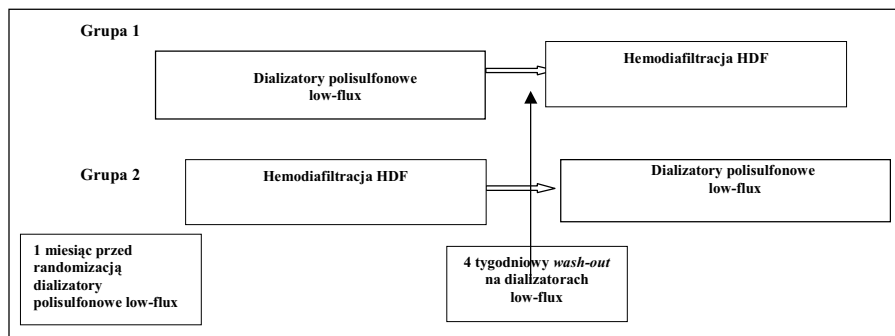 Grupa 1
Dializatory polisulfonowe
low-flux
Hemodiafiltracja HDF
Grupa 2
Hemodiafiltracja HDF
Dializatory polisulfonowe
low-flux
1 miesiąc przed
randomizacją
dializatory
polisulfonowe low-flux
4 tygodniowy wash-out
na dializatorach
low-flux